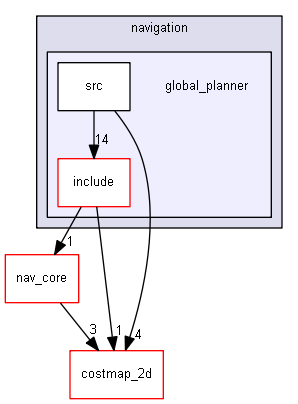 navigation
src
global_planner
14
include
1
nav_core
3
1
4
costmap_2d